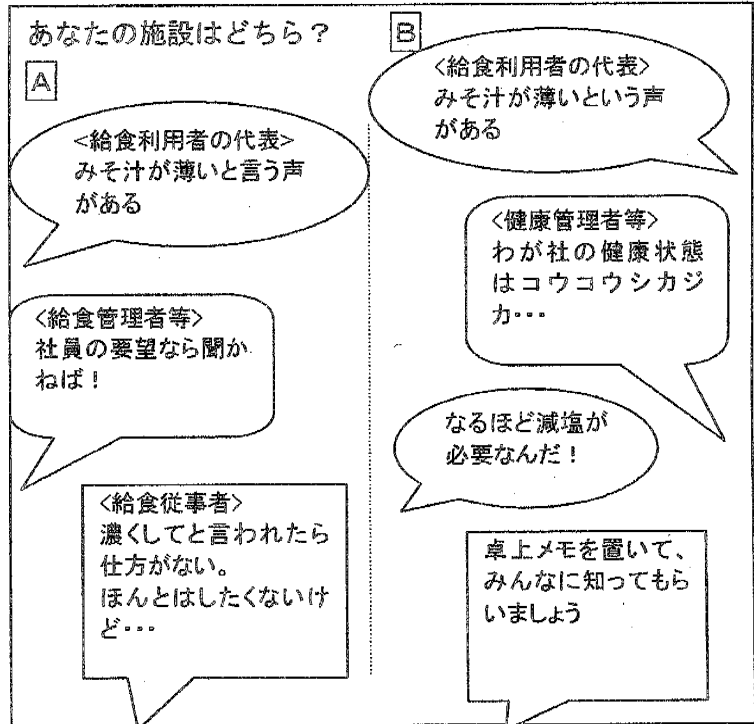 あなたの施設はどちら？
A
<給食利用者の代表>
みそ汁が薄いと言う声
がある
<給食管理者等>
社員の要望なら聞か
ねば！
<給食従事者>
濃くしてと言われたら
仕方がない。
ほんとはしたくないけ
ど・・・
B
<給食利用者の代表>
みそ汁が薄いという声
がある
<健康管理者等>
わが社の健康状態
はコウコウシカジ
カ・・・
なるほど減塩が
必要なんだ！
卓上メモを置いて、
みんなに知ってもら
いましょう